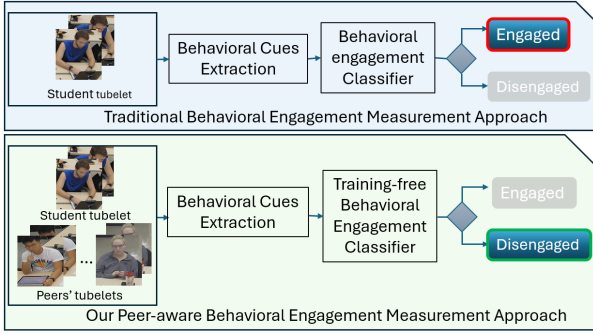 Student tubelet
Behavioral Cues
Extraction
Behavioral
engagement
Classifier
Engaged
Disengaged
Traditional Behavioral Engagement Measurement Approach
Student tubelet
...
Peers' tubelets
Behavioral Cues
Extraction
Training-free
Behavioral
Engagement
Classifier
Engaged
Disengaged
Our Peer-aware Behavioral Engagement Measurement Approach